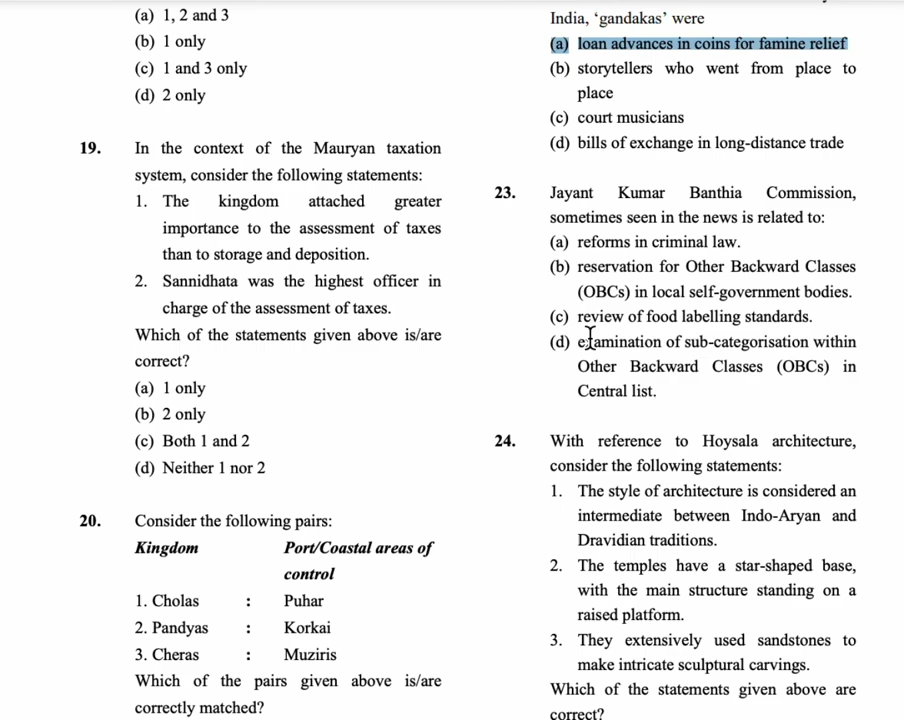 (a) 1, 2 and 3
(b) 1 only
(c) 1 and 3 only
(d) 2 only
19. In the context of the Mauryan taxation
system, consider the following statements:
1. The kingdom attached greater
importance to the assessment of taxes
than to storage and deposition.
2. Sannidhata was the highest officer in
charge of the assessment of taxes.
Which of the statements given above is/are
correct?
(a) 1 only
(b) 2 only
(c) Both 1 and 2
(d) Neither 1 nor 2
20. Consider the following pairs:
Kingdom Port/Coastal areas of
control
1. Cholas : Puhar
2. Pandyas : Korkai
3. Cheras : Muziris
Which of the pairs given above is/are
correctly matched?
India, ‘gandakas’ were
(a) loan advances in coins for famine relief
(b) storytellers who went from place to
place
(c) court musicians
(d) bills of exchange in long-distance trade
23. Jayant Kumar Banthia Commission,
sometimes seen in the news is related to:
(a) reforms in criminal law.
(b) reservation for Other Backward Classes
(OBCs) in local self-government bodies.
(c) review of food labelling standards.
(d) examination of sub-categorisation within
Other Backward Classes (OBCs) in
Central list.
24. With reference to Hoysala architecture,
consider the following statements:
1. The style of architecture is considered an
intermediate between Indo-Aryan and
Dravidian traditions.
2. The temples have a star-shaped base,
with the main structure standing on a
raised platform.
3. They extensively used sandstones to
make intricate sculptural carvings.
Which of the statements given above are
correct?